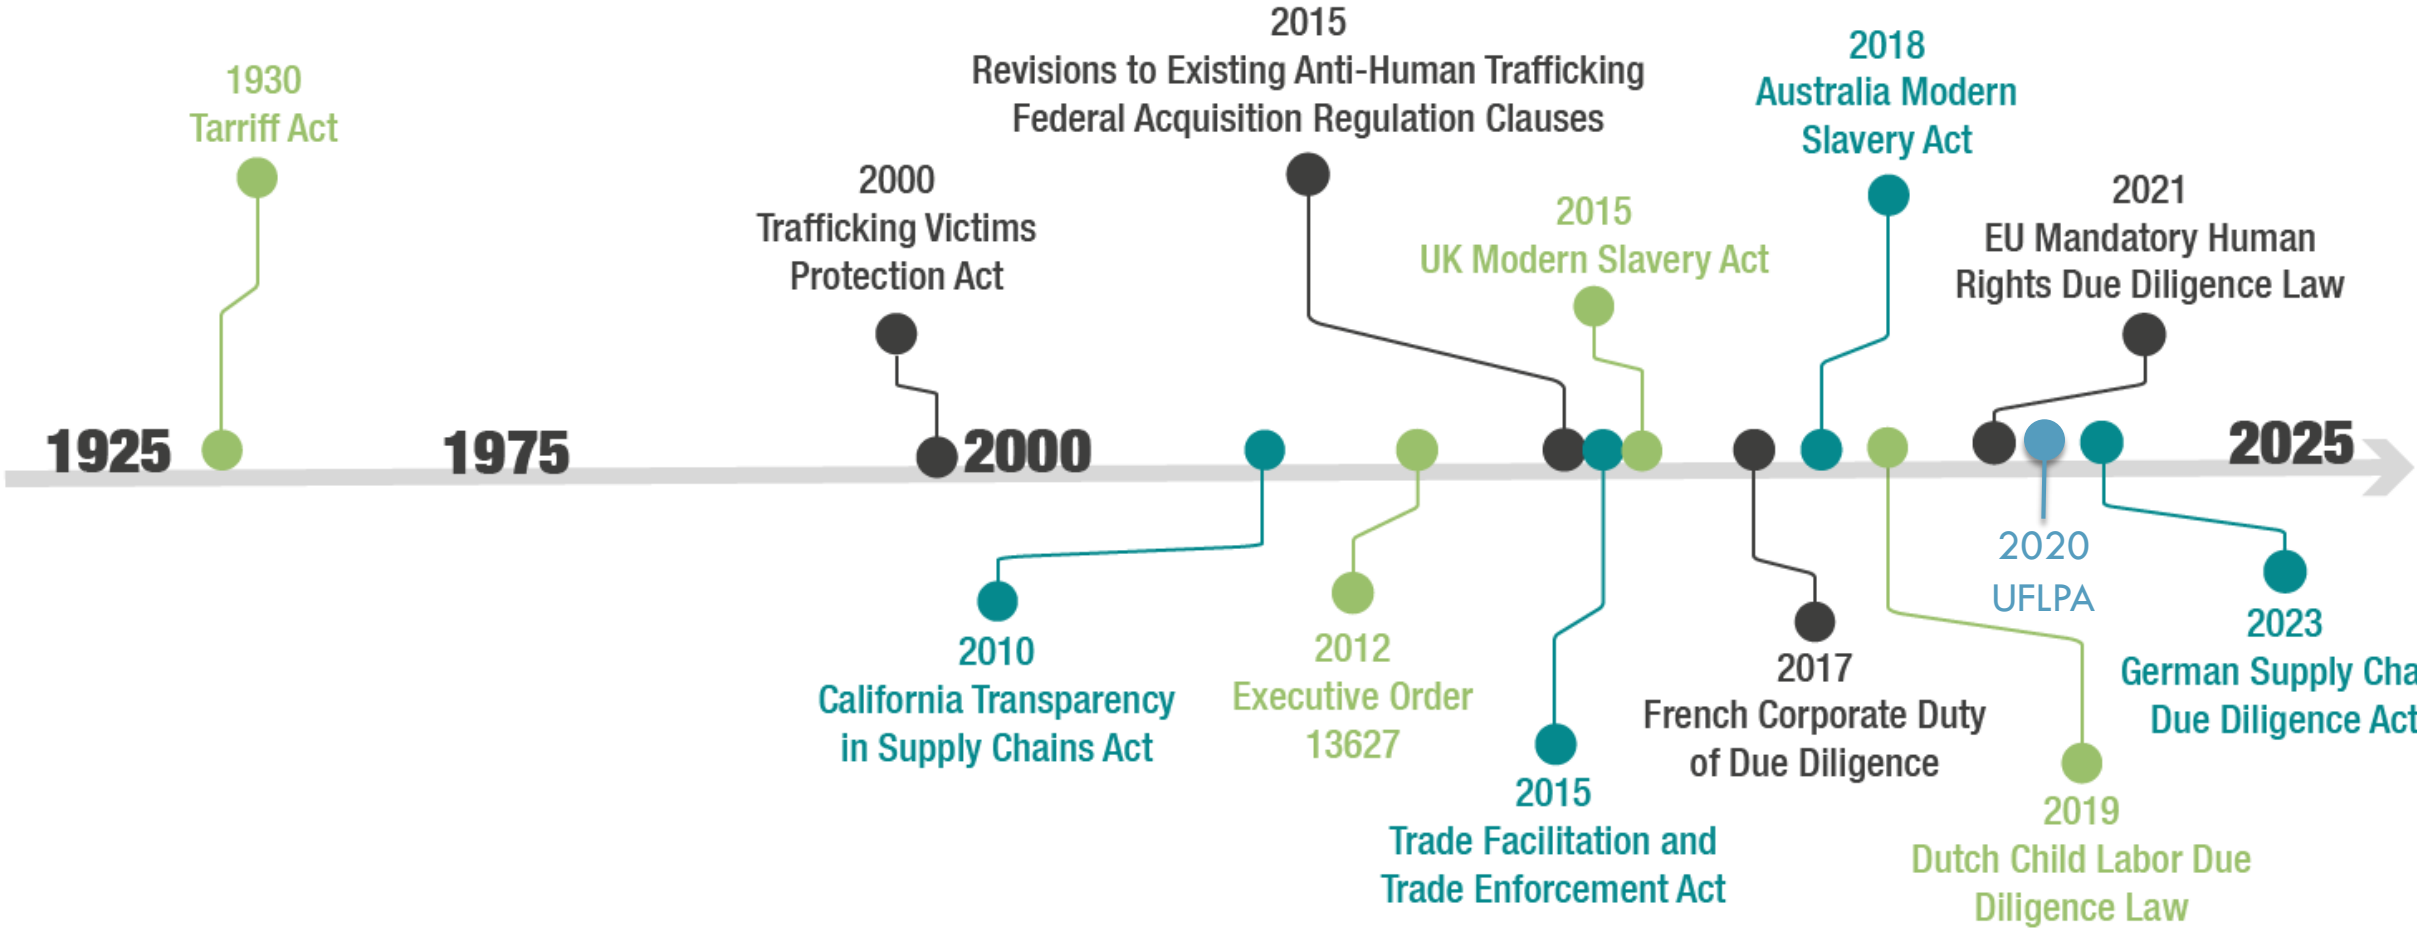 1930
Tarriff Act
2000
Trafficking Victims
Protection Act
2015
Revisions to Existing Anti-Human Trafficking
Federal Acquisition Regulation Clauses
2015
UK Modern Slavery Act
2018
Australia Modern
Slavery Act
2021
EU Mandatory Human
Rights Due Diligence Law
1925
1975
2000
2025
2010
California Transparency
in Supply Chains Act
2012
Executive Order
13627
2015
Trade Facilitation and
Trade Enforcement Act
2017
French Corporate Duty
of Due Diligence
2019
Dutch Child Labor Due
Diligence Law
2020
UFLPA
2023
German Supply Cha
Due Diligence Act